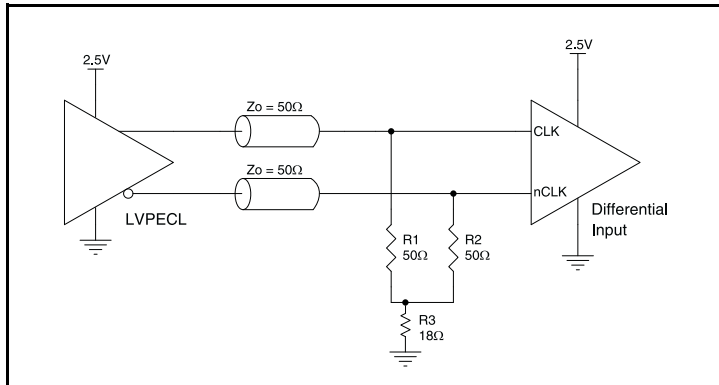 2.5V
2.5V
Zo = 50Ω
CLK
Zo = 50Ω
nCLK
LVPECL
Differential
Input
R1
50Ω
R2
50Ω
R3
18Ω